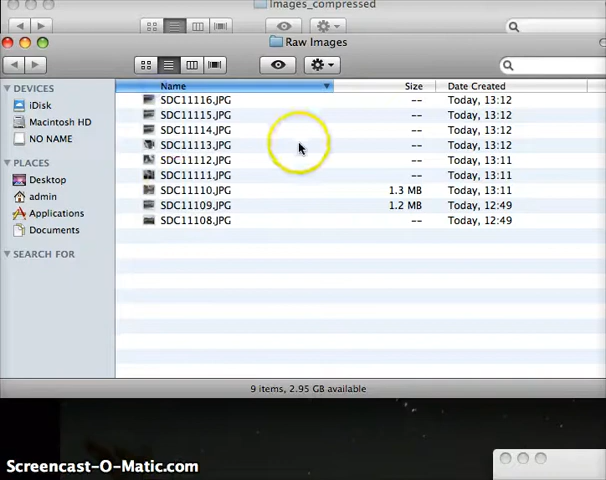 Images_compressed
Raw Images
Name Size Date Created
DEVICES
iDisk
Macintosh HD
NO NAME
PLACES
Desktop
admin
Applications
Documents
SEARCH FOR
SDC11116.JPG -- Today, 13:12
SDC11115.JPG -- Today, 13:12
SDC11114.JPG -- Today, 13:12
SDC11113.JPG -- Today, 13:12
SDC11112.JPG -- Today, 13:11
SDC11111.JPG -- Today, 13:11
SDC11110.JPG 1.3 MB Today, 13:11
SDC11109.JPG 1.2 MB Today, 12:49
SDC11108.JPG -- Today, 12:49
9 items, 2.95 GB available
Screencast-O-Matic.com